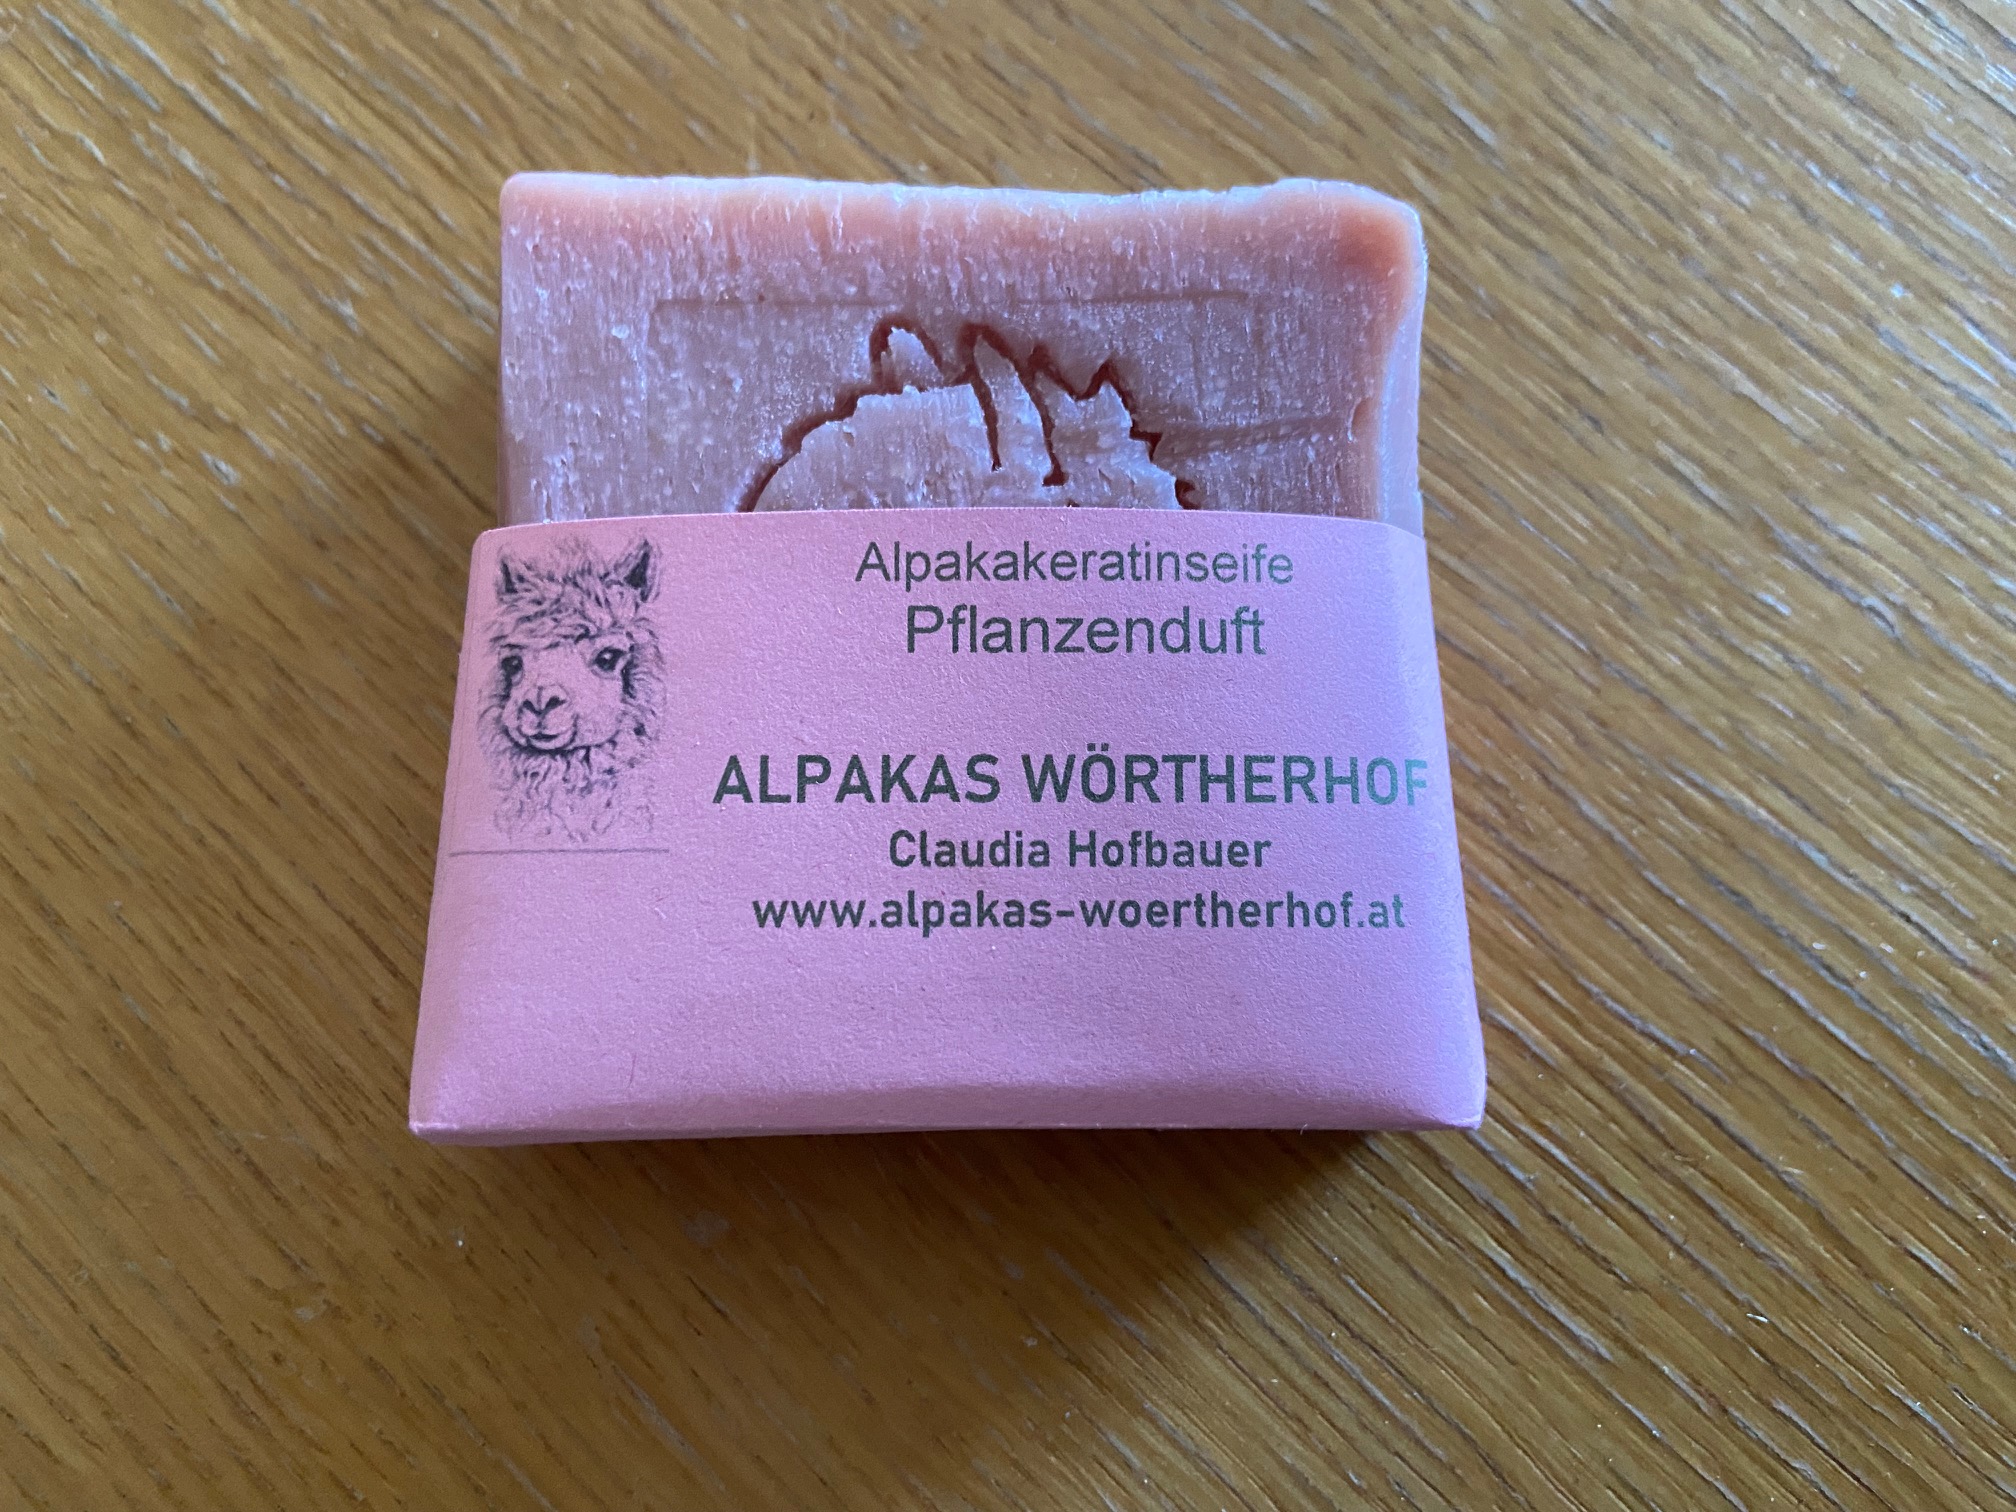 Alpakakeratinseife
Pflanzenduft
ALPAKAS WÖRTHERHOF
Claudia Hofbauer
www.alpakas-woertherhof.at